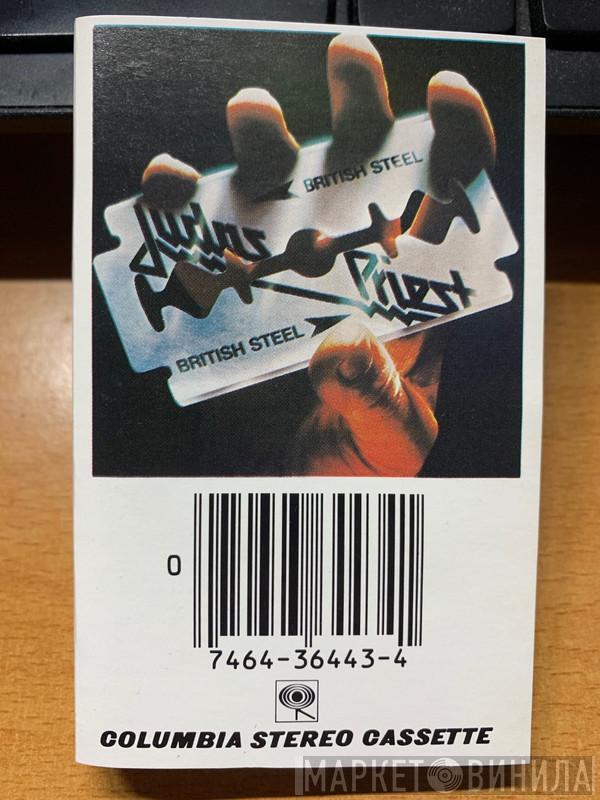 BRITISH STEEL
Judas
Priest
BRITISH STEEL
0
7464-36443-4
COLUMBIA STEREO CASSETTE
МАРКЕТ ВИНИЛА